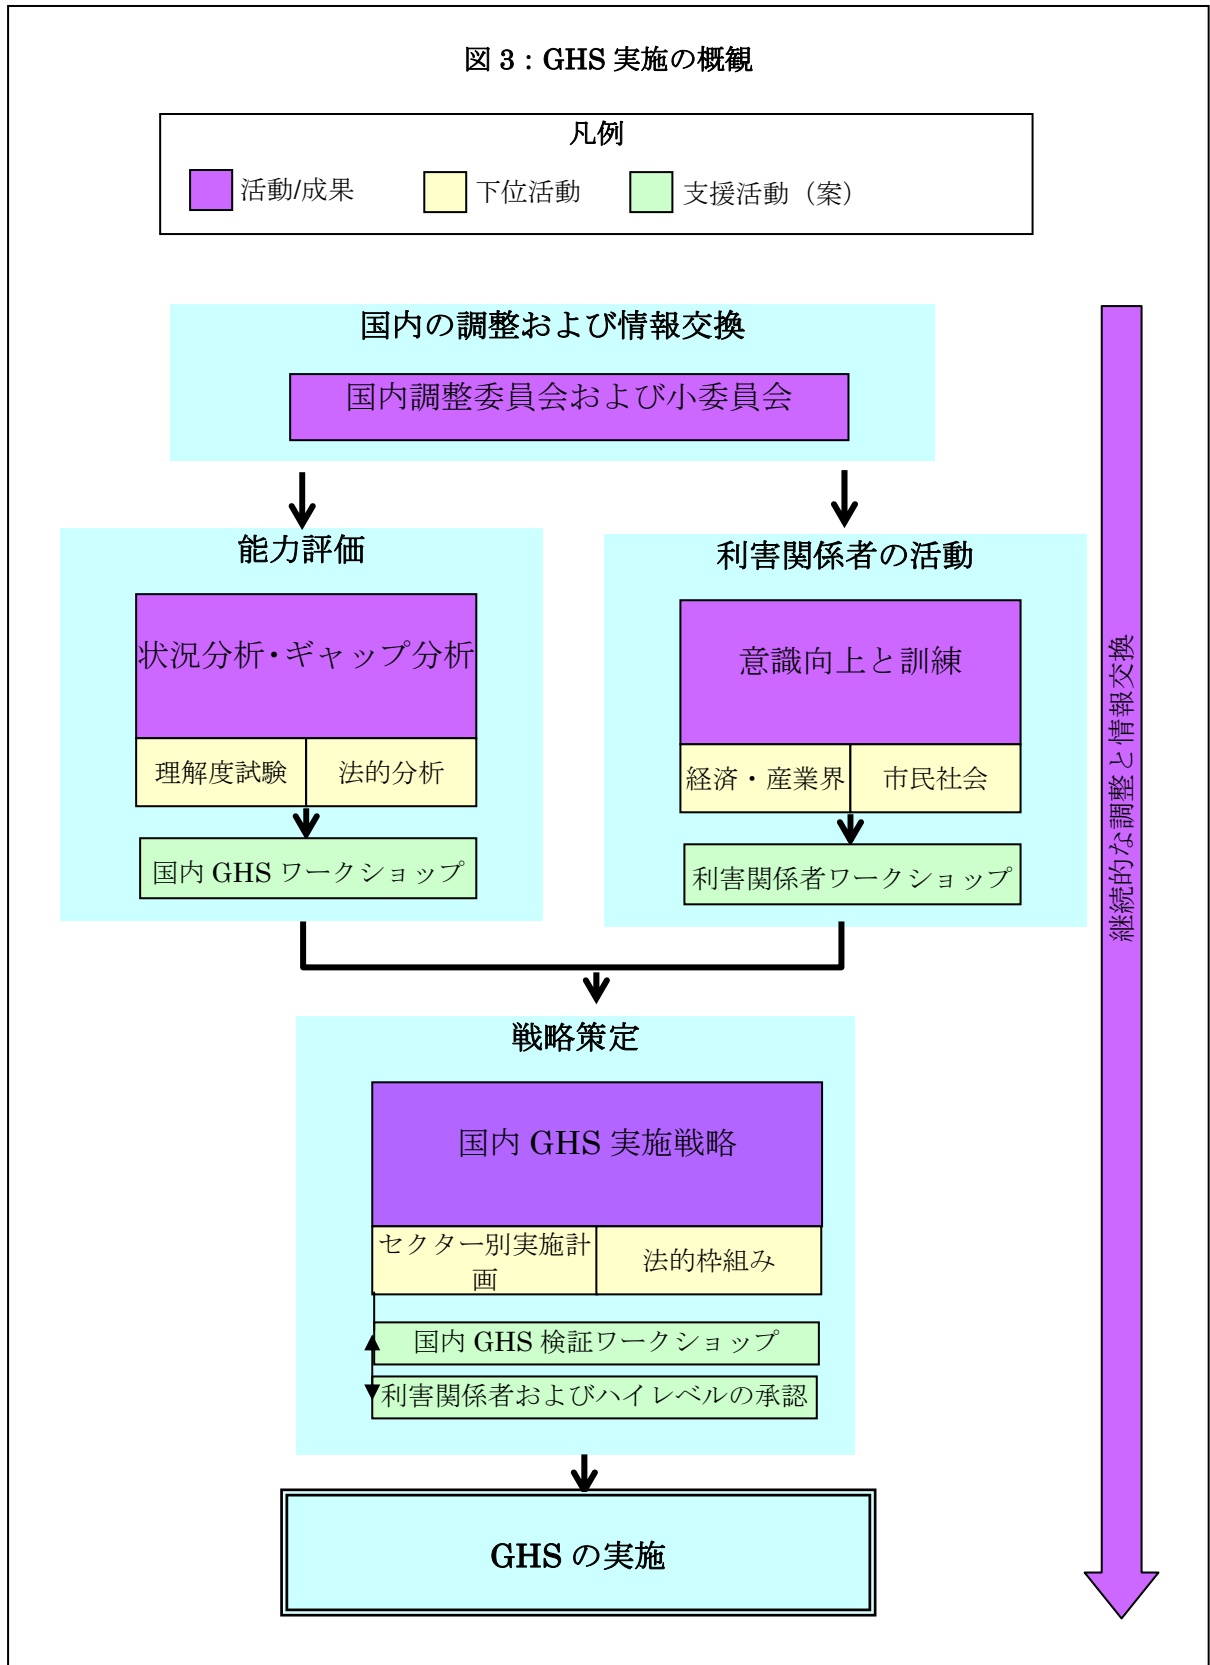 図 3：GHS 実施の概観
凡例
活動/成果
下位活動
支援活動（案）
国内の調整および情報交換
国内調整委員会および小委員会
能力評価
状況分析・ギャップ分析
理解度試験
法的分析
国内 GHS ワークショップ
利害関係者の活動
意識向上と訓練
経済・産業界
市民社会
利害関係者ワークショップ
継続的な調整と情報交換
戦略策定
国内 GHS 実施戦略
セクター別実施計
画
法的枠組み
国内 GHS 検証ワークショップ
利害関係者およびハイレベルの承認
GHS の実施